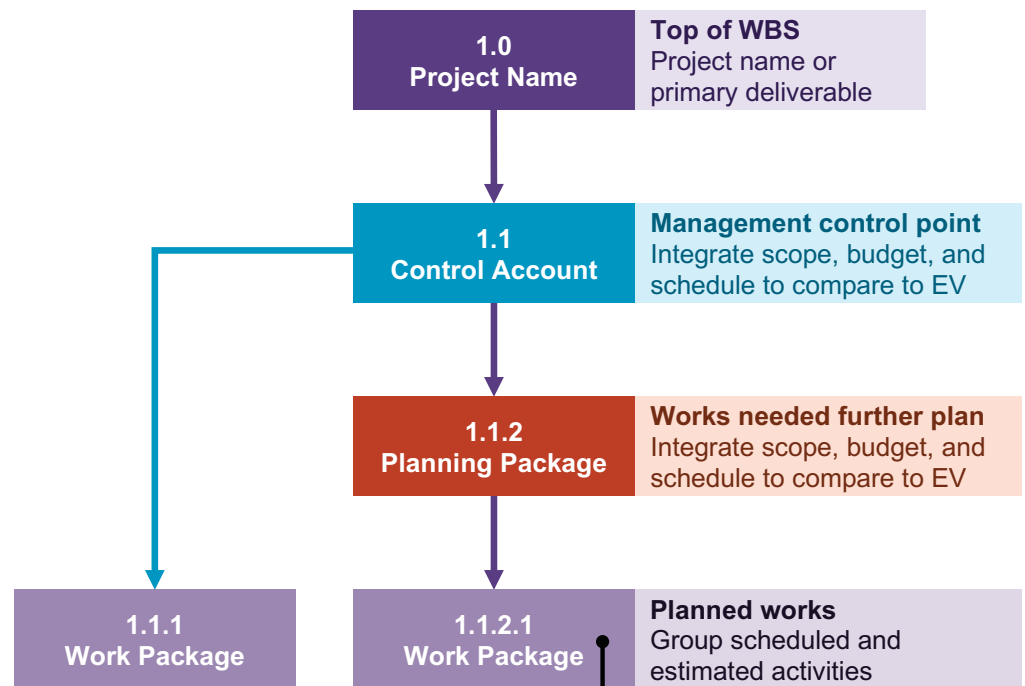 1.0
Project Name
Top of WBS
Project name or
primary deliverable
1.1
Control Account
Management control point
Integrate scope, budget, and
schedule to compare to EV
1.1.2
Planning Package
Works needed further plan
Integrate scope, budget, and
schedule to compare to EV
1.1.1
Work Package
1.1.2.1
Work Package
Planned works
Group scheduled and
estimated activities